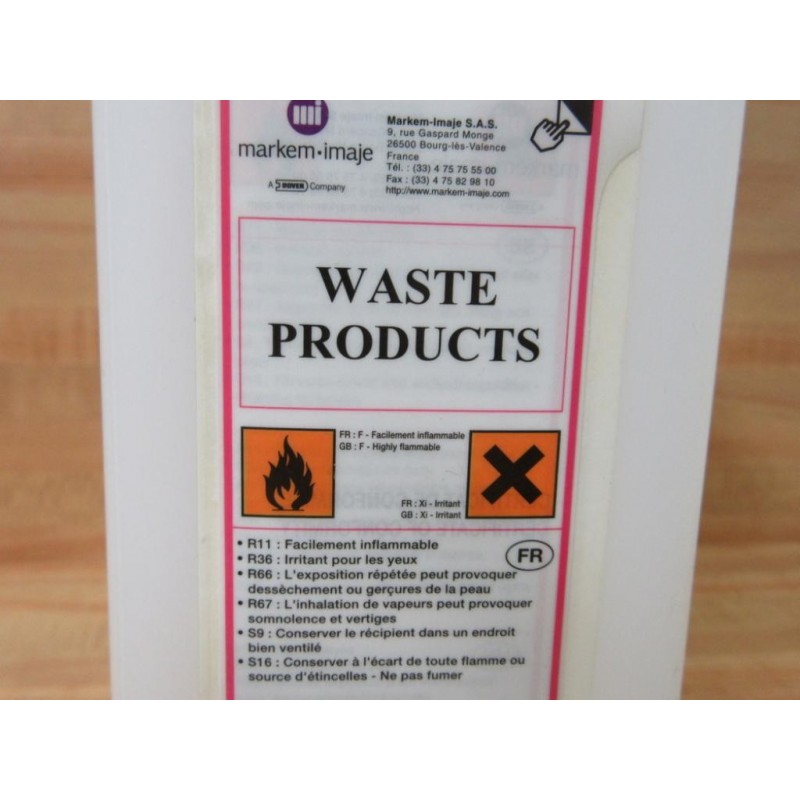 mi
markem·imaje
A DOVER Company
Markem-Imaje S.A.S.
9, rue Gaspard Monge
26500 Bourg-lès-Valence
France
Tél. : (33) 4 75 75 55 00
Fax : (33) 4 75 82 98 10
http://www.markem-imaje.com
WASTE
PRODUCTS
FR : F - Facilement inflammable
GB : F - Highly flammable
FR : Xi - Irritant
GB : Xi - Irritant
FR
• R11 : Facilement inflammable
• R36 : Irritant pour les yeux
• R66 : L'exposition répétée peut provoquer
dessèchement ou gerçures de la peau
• R67 : L'inhalation de vapeurs peut provoquer
somnolence et vertiges
• S9 : Conserver le récipient dans un endroit
bien ventilé
• S16 : Conserver à l'écart de toute flamme ou
source d'étincelles - Ne pas fumer